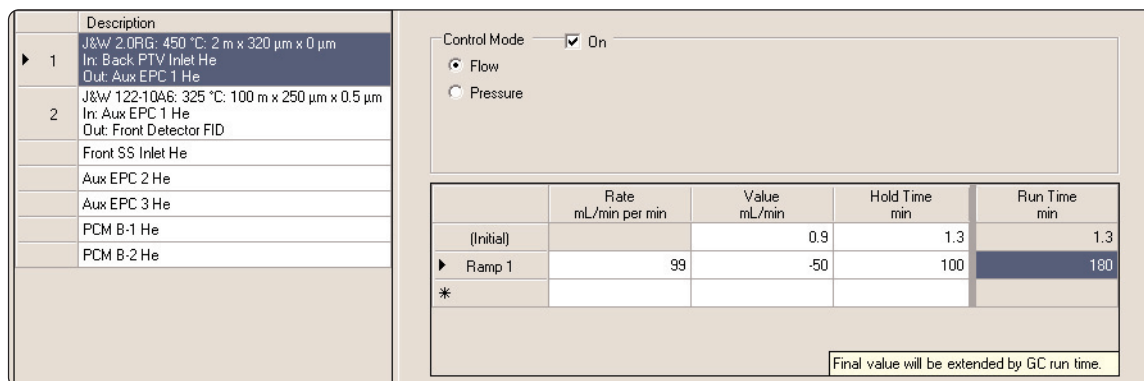 Description
1
J&W 2.0RG: 450 °C: 2 m x 320 µm x 0 µm
In: Back PTV Inlet He
Out: Aux EPC 1 He
2
J&W 122-10A6: 325 °C: 100 m x 250 µm x 0.5 µm
In: Aux EPC 1 He
Out: Front Detector FID
Front SS Inlet He
Aux EPC 2 He
Aux EPC 3 He
PCM B-1 He
PCM B-2 He
Control Mode On
Flow
Pressure
Rate Value Hold Time Run Time
mL/min per min mL/min min min
(Initial) 0.9 1.3 1.3
Ramp 1 99 -50 100 180
*
Final value will be extended by GC run time.